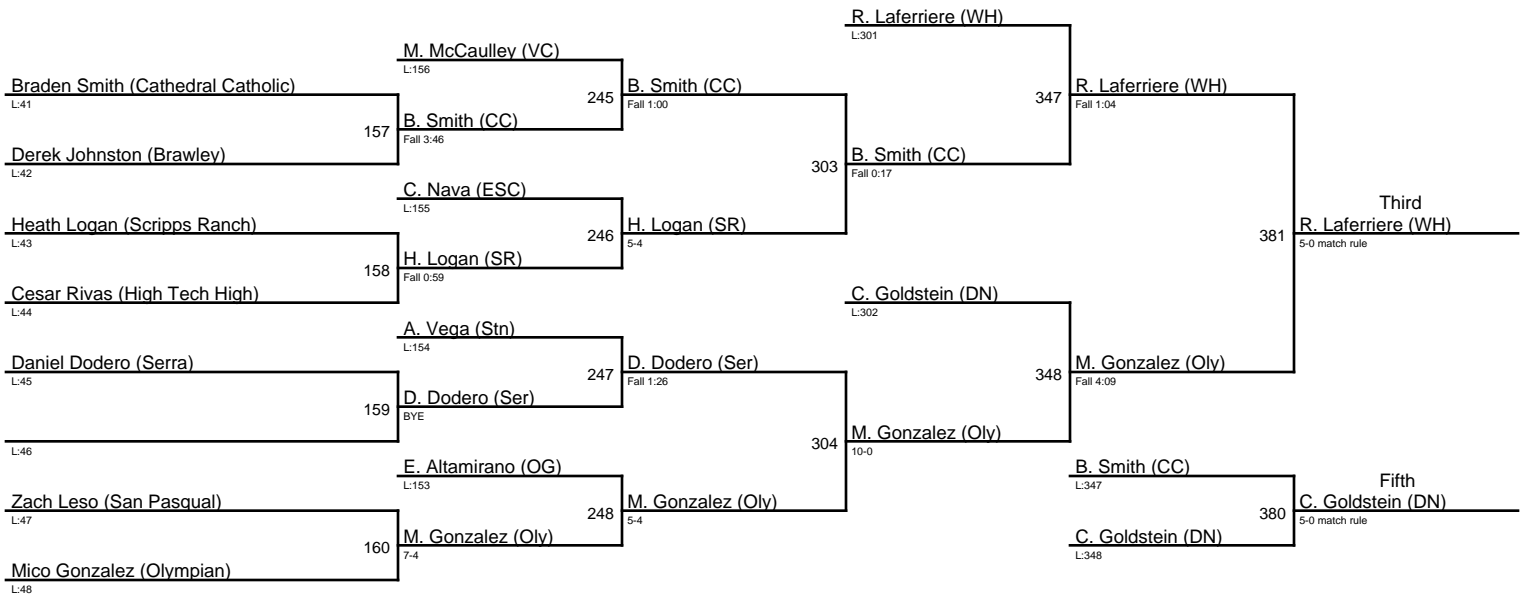 R. Laferriere (WH)
L:301
M. McCaulley (VC)
L:156
Braden Smith (Cathedral Catholic)
L:41
245
B. Smith (CC)
Fall 1:00
347
R. Laferriere (WH)
Fall 1:04
157
B. Smith (CC)
Fall 3:46
Derek Johnston (Brawley)
L:42
303
B. Smith (CC)
Fall 0:17
C. Nava (ESC)
L:155
Heath Logan (Scripps Ranch)
L:43
246
H. Logan (SR)
5-4
381
Third
R. Laferriere (WH)
5-0 match rule
158
H. Logan (SR)
Fall 0:59
Cesar Rivas (High Tech High)
L:44
C. Goldstein (DN)
L:302
A. Vega (Stn)
L:154
Daniel Dodero (Serra)
L:45
247
D. Dodero (Ser)
Fall 1:26
348
M. Gonzalez (Oly)
Fall 4:09
159
D. Dodero (Ser)
BYE
L:46
304
M. Gonzalez (Oly)
10-0
E. Altamirano (OG)
L:153
B. Smith (CC)
L:347
Zach Leso (San Pasqual)
L:47
248
M. Gonzalez (Oly)
5-4
380
Fifth
C. Goldstein (DN)
5-0 match rule
160
M. Gonzalez (Oly)
7-4
C. Goldstein (DN)
L:348
Mico Gonzalez (Olympian)
L:48